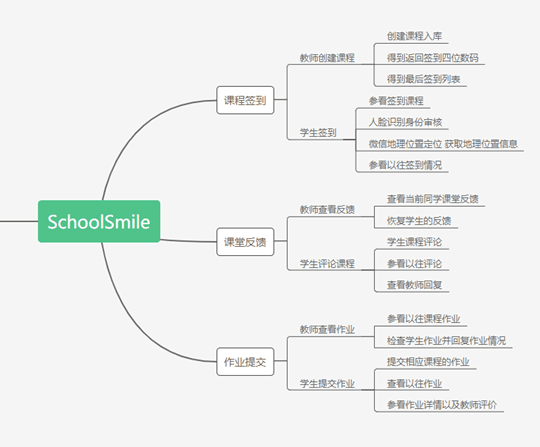 SchoolSmile
课程签到
教师创建课程
创建课程入库
得到返回签到四位数码
得到最后签到列表
学生签到
参看签到课程
人脸识别身份审核
微信地理位置定位 获取地理位置信息
参看以往签到情况
课堂反馈
教师查看反馈
查看当前同学课堂反馈
恢复学生的反馈
学生评论课程
学生课程评论
参看以往评论
查看教师回复
作业提交
教师查看作业
参看以往课程作业
检查学生作业并回复作业情况
学生提交作业
提交相应课程的作业
查看以往作业
参看作业详情以及教师评价